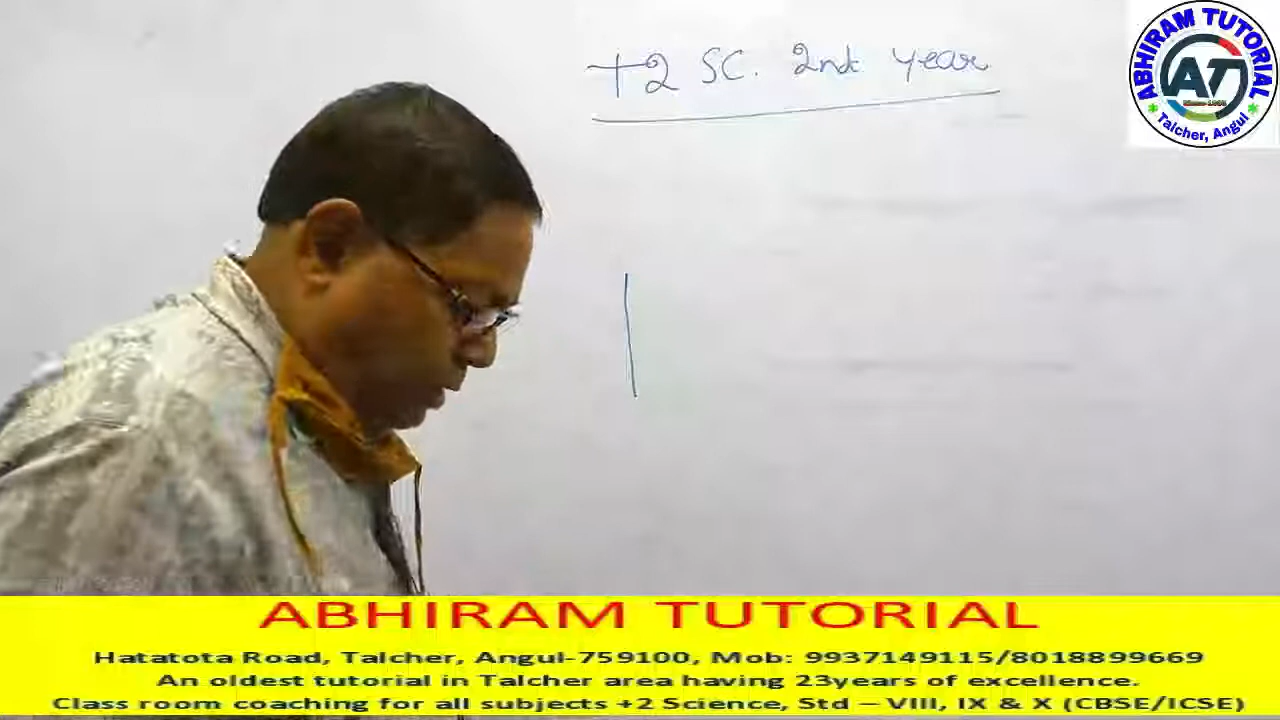 +2 SC. 2nd year
ABHIRAM TUTORIAL
AT
Talcher, Angul
ABHIRAM TUTORIAL
Hatatota Road, Talcher, Angul-759100, Mob: 9937149115/8018899669
An oldest tutorial in Talcher area having 23years of excellence.
Class room coaching for all subjects +2 Science, Std – VIII, IX & X (CBSE/ICSE)